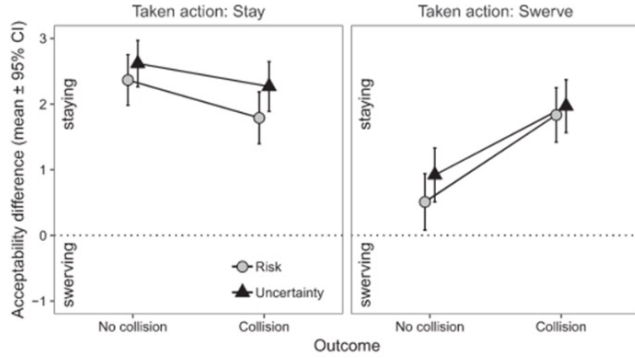 Taken action: Stay
Taken action: Swerve
Acceptability difference (mean ± 95% CI)
3
2
1
0
−1
staying
swerving
staying
swerving
Risk
Uncertainty
No collision
Collision
No collision
Collision
Outcome